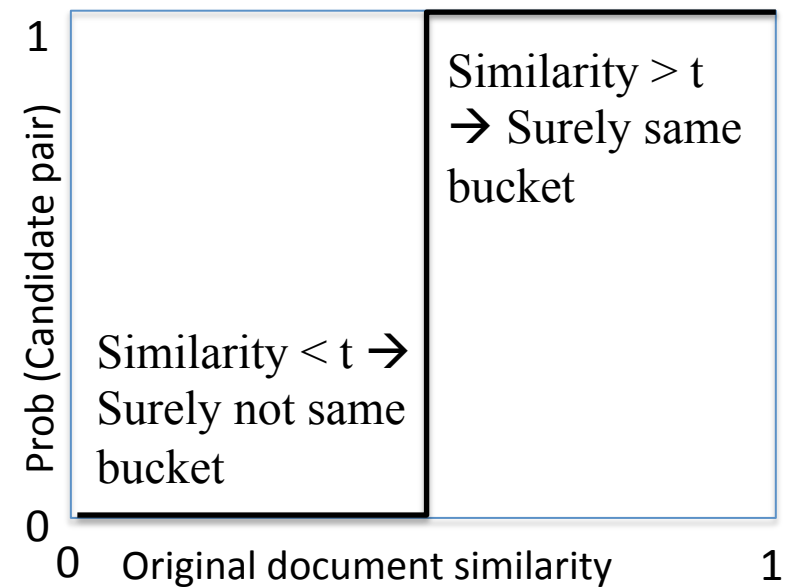 1
Similarity > t
→ Surely same
bucket
Prob (Candidate pair)
Similarity < t →
Surely not same
bucket
0
0 Original document similarity 1